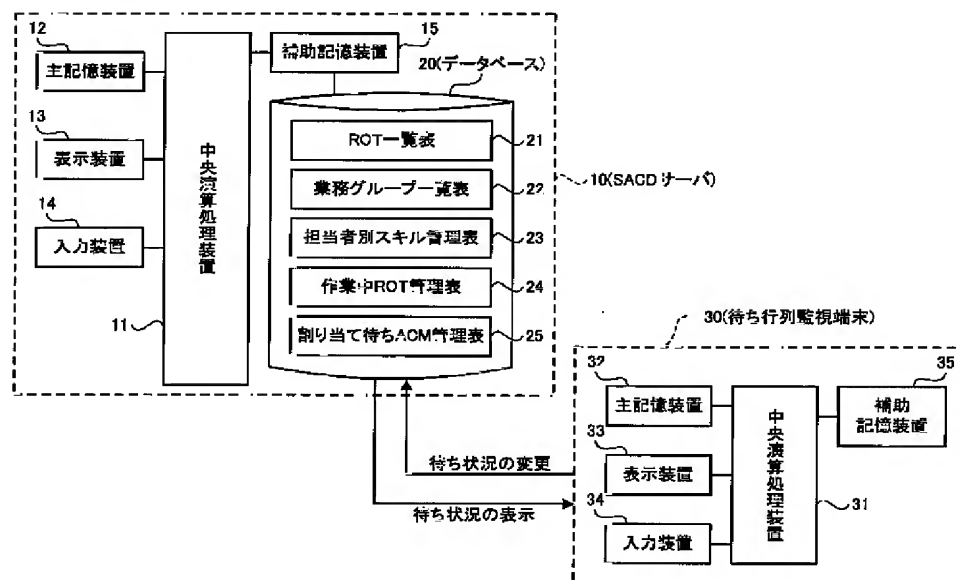 12
主記憶装置
13
表示装置
14
入力装置
中央演算処理装置
11
15
補助記憶装置
20(データベース)
ROT一覧表
21
業務グループ一覧表
22
担当者別スキル管理表
23
作業中ROT管理表
24
割り当て待ちACM管理表
25
10(SACDサーバ)
30(待ち行列監視端末)
待ち状況の変更
待ち状況の表示
32
主記憶装置
33
表示装置
34
入力装置
中央演算処理装置
31
35
補助
記憶装置